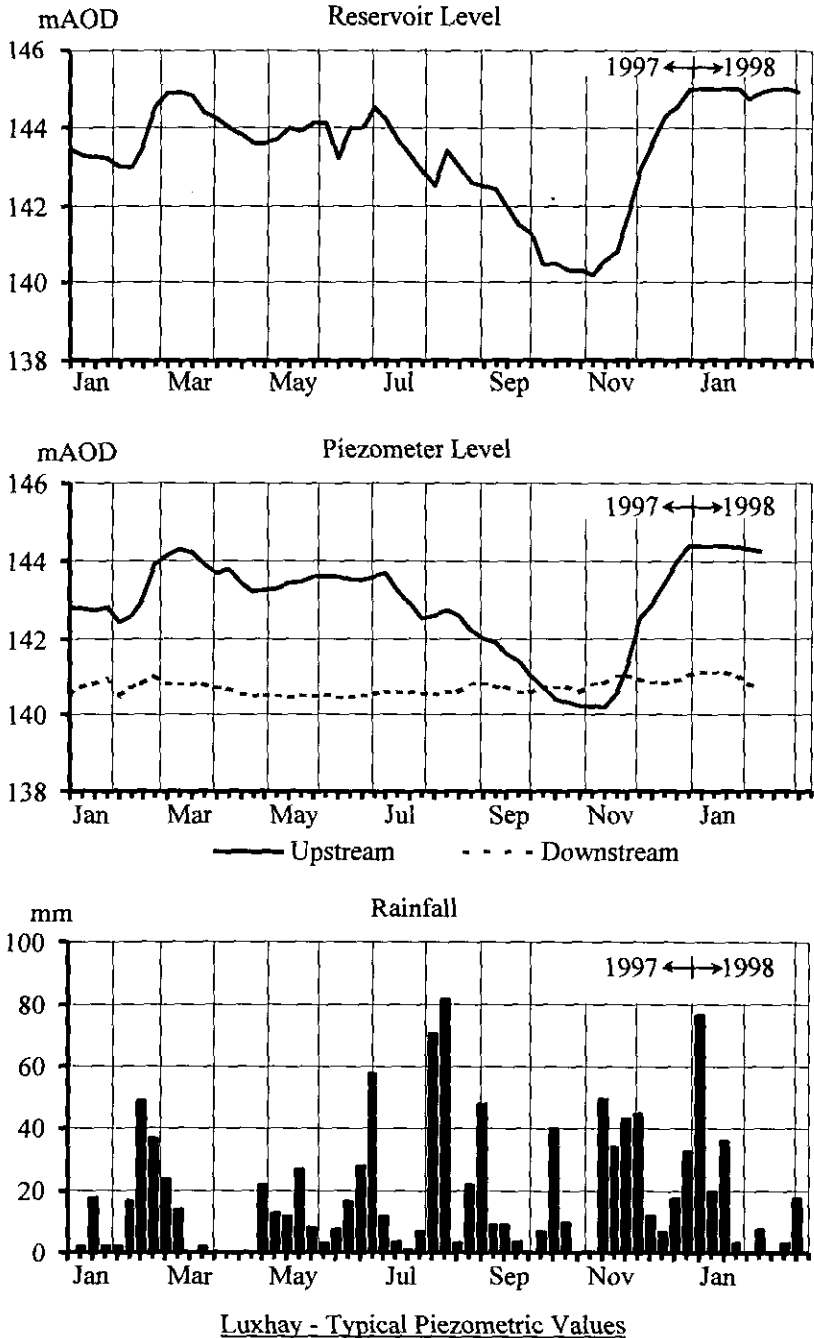 Reservoir Level
mAOD
1997 1998
146
144
142
140
138
Jan Mar May Jul Sep Nov Jan
Piezometer Level
mAOD
1997 1998
146
144
142
140
138
Jan Mar May Jul Sep Nov Jan
Upstream Downstream
Rainfall
mm
1997 1998
100
80
60
40
20
0
Jan Mar May Jul Sep Nov Jan
Luxhay - Typical Piezometric Values